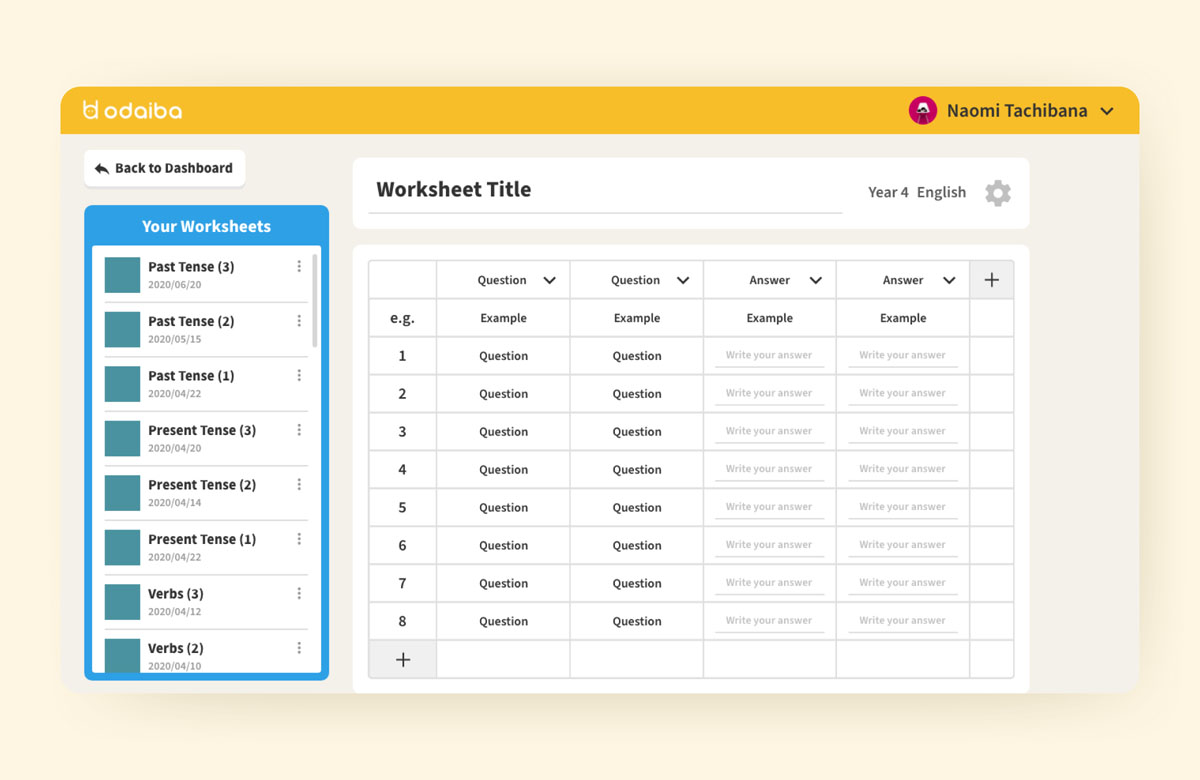 odaiba
Naomi Tachibana
Back to Dashboard
Your Worksheets
Past Tense (3)
2020/06/20
Past Tense (2)
2020/05/15
Past Tense (1)
2020/04/22
Present Tense (3)
2020/04/20
Present Tense (2)
2020/04/14
Present Tense (1)
2020/04/22
Verbs (3)
2020/04/12
Verbs (2)
2020/04/10
Worksheet Title
Year 4 English
Question Question Answer Answer +
e.g. Example Example Example Example
1 Question Question Write your answer Write your answer
2 Question Question Write your answer Write your answer
3 Question Question Write your answer Write your answer
4 Question Question Write your answer Write your answer
5 Question Question Write your answer Write your answer
6 Question Question Write your answer Write your answer
7 Question Question Write your answer Write your answer
8 Question Question Write your answer Write your answer
+